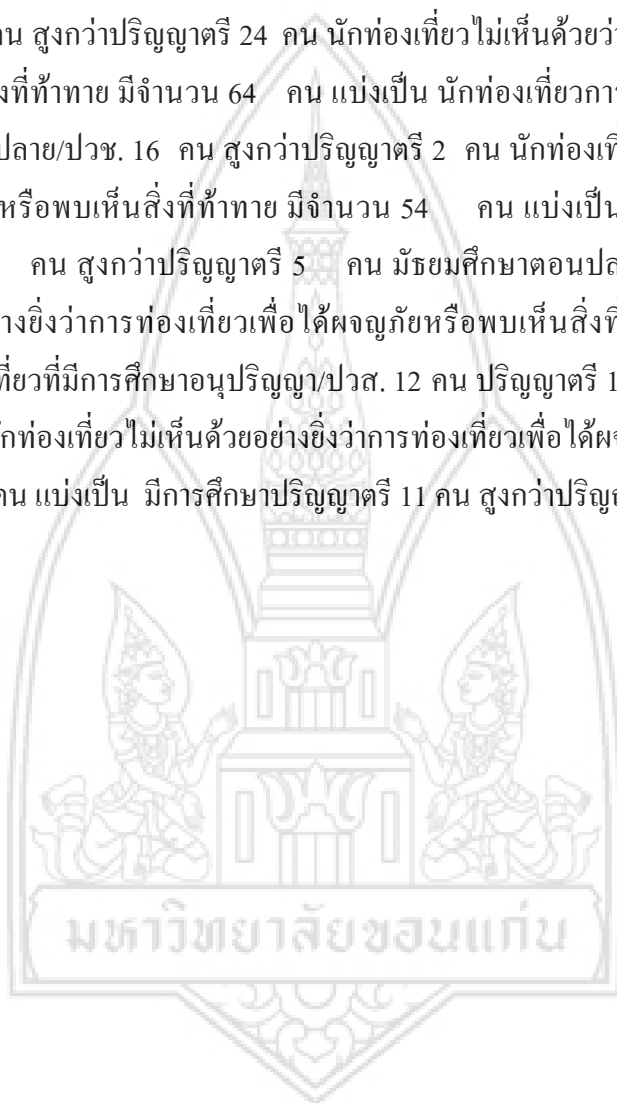 คน สูงกว่าปริญญาตรี 24 คน นักท่องเที่ยวไม่เห็นด้วยว่า
งที่ท้าทาย มีจำนวน 64 คน แบ่งเป็น นักท่องเที่ยวการ
ปลาย/ปวช. 16 คน สูงกว่าปริญญาตรี 2 คน นักท่องเที่
หรือพบเห็นสิ่งที่ท้าทาย มีจำนวน 54 คน แบ่งเป็น
คน สูงกว่าปริญญาตรี 5 คน มัธยมศึกษาตอนปล
างยิ่งว่าการท่องเที่ยวเพื่อได้ผจญภัยหรือพบเห็นสิ่งที่
ที่ยวที่มีการศึกษาอนุปริญญา/ปวส. 12 คน ปริญญาตรี 1
ักท่องเที่ยวไม่เห็นด้วยอย่างยิ่งว่าการท่องเที่ยวเพื่อได้ผจ
คน แบ่งเป็น มีการศึกษาปริญญาตรี 11 คน สูงกว่าปริญ
มหาวิทยาลัยขอนแก่น